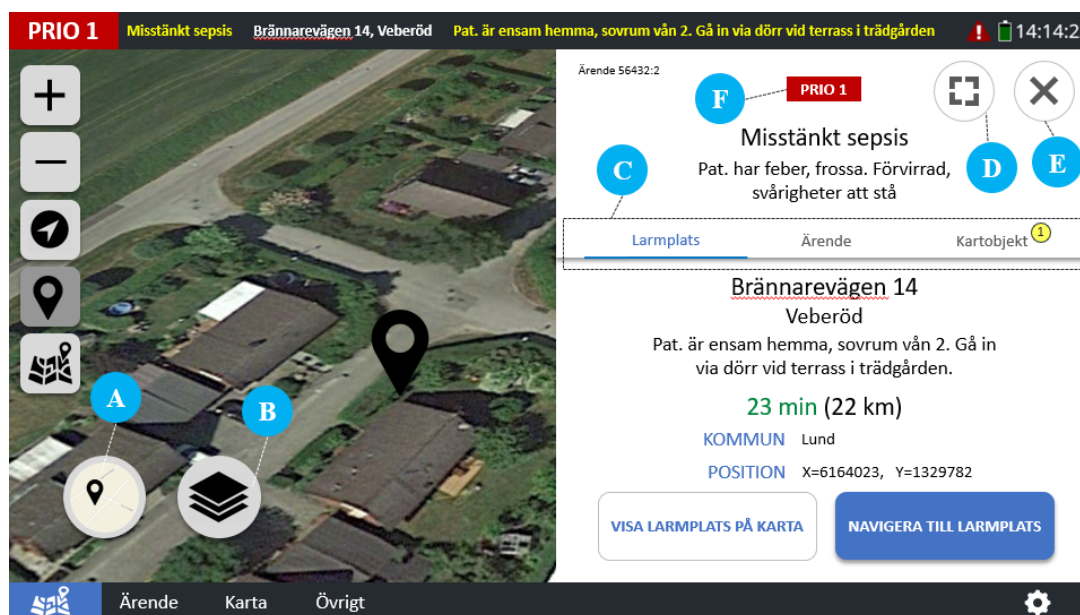 PRIO 1 Misstänkt sepsis Brännarevägen 14, Veberöd Pat. är ensam hemma, sovrum vån 2. Gå in via dörr vid terrass i trädgården 14:14:2
Ärende 56432:2
F PRIO 1
Misstänkt sepsis
C Pat. har feber, frossa. Förvirrad, D E
svårigheter att stå
Larmplats Ärende Kartobjekt 1
Brännarevägen 14
Veberöd
Pat. är ensam hemma, sovrum vån 2. Gå in
via dörr vid terrass i trädgården.
A B
23 min (22 km)
KOMMUN Lund
POSITION X=6164023, Y=1329782
VISA LARMPLATS PÅ KARTA NAVIGERA TILL LARMPLATS
Ärende Karta Övrigt